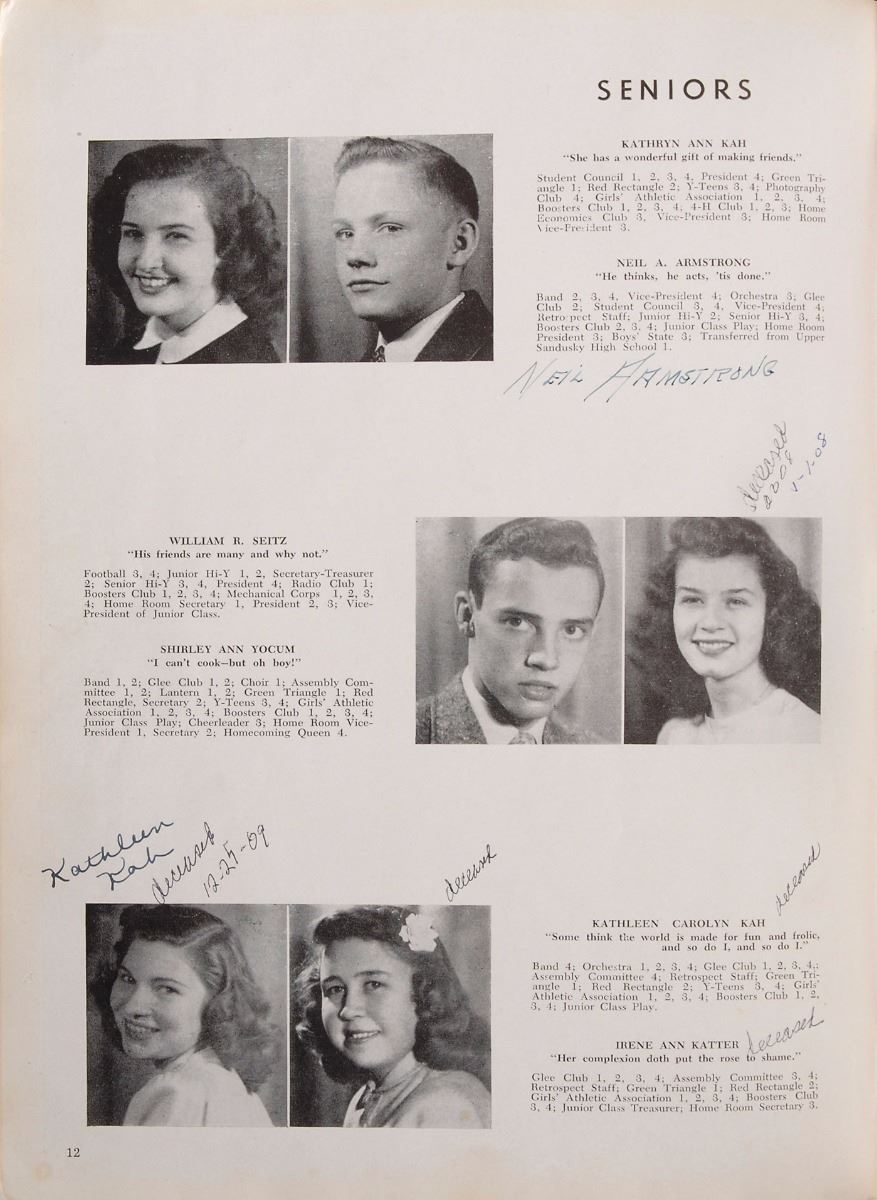 SENIORS
KATHRYN ANN KAH
"She has a wonderful gift of making friends."
Student Council 1, 2, 3, 4, President 4; Green Tri-
angle 1; Red Rectangle 2; Y-Teens 3, 4; Photography
Club 4; Girls' Athletic Association 1, 2, 3, 4;
Boosters Club 1, 2, 3, 4; 4-H Club 1, 2, 3; Home
Economics Club 3, Vice-President 3; Home Room
Vice-President 3.
NEIL A. ARMSTRONG
"He thinks, he acts, 'tis done."
Band 2, 3, 4, Vice-President 4; Orchestra 3; Glee
Club 2; Student Council 3, 4, Vice-President 4;
Retrospect Staff; Junior Hi-Y 2; Senior Hi-Y 3, 4;
Boosters Club 2, 3, 4; Junior Class Play; Home Room
President 3; Boys' State 3; Transferred from Upper
Sandusky High School 1.
NEIL ARMSTRONG
deceased
2008
1-1-08
WILLIAM R. SEITZ
"His friends are many and why not."
Football 3, 4; Junior Hi-Y 1, 2, Secretary-Treasurer
2; Senior Hi-Y 3, 4, President 4; Radio Club 1;
Boosters Club 1, 2, 3, 4; Mechanical Corps 1, 2, 3,
4; Home Room Secretary 1, President 2, 3; Vice-
President of Junior Class.
SHIRLEY ANN YOCUM
"I can't cook—but oh boy!"
Band 1, 2; Glee Club 1, 2; Choir 1; Assembly Com-
mittee 1, 2; Lantern 1, 2; Green Triangle 1; Red
Rectangle, Secretary 2; Y-Teens 3, 4; Girls' Athletic
Association 1, 2, 3, 4; Boosters Club 1, 2, 3, 4;
Junior Class Play; Cheerleader 3; Home Room Vice-
President 1, Secretary 2; Homecoming Queen 4.
Kathleen
Kah
deceased
12-25-09
deceased
deceased
KATHLEEN CAROLYN KAH
"Some think the world is made for fun and frolic,
and so do I, and so do I."
Band 4; Orchestra 1, 2, 3, 4; Glee Club 1, 2, 3, 4,;
Assembly Committee 4; Retrospect Staff; Green Tri-
angle 1; Red Rectangle 2; Y-Teens 3, 4; Girls'
Athletic Association 1, 2, 3, 4; Boosters Club 1, 2,
3, 4; Junior Class Play.
IRENE ANN KATTER deceased
"Her complexion doth put the rose to shame."
Glee Club 1, 2, 3, 4; Assembly Committee 3, 4;
Retrospect Staff; Green Triangle 1; Red Rectangle 2;
Girls' Athletic Association 1, 2, 3, 4; Boosters Club
3, 4; Junior Class Treasurer; Home Room Secretary 3.
12